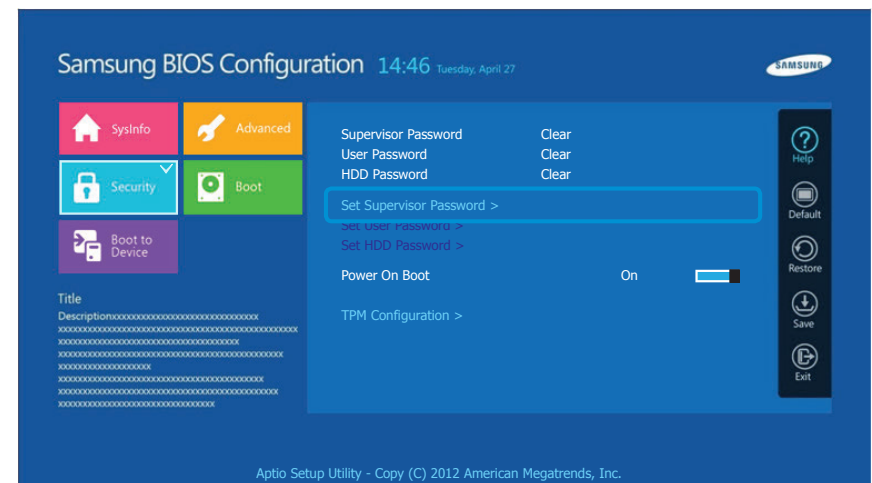 Samsung BIOS Configuration 14:46 Tuesday, April 27
SAMSUNG
SysInfo
Advanced
Security
Boot
Boot to
Device
Title
Descriptionxxxxxxxxxxxxxxxxxxxxxxxxxxxxx
Supervisor Password Clear
User Password Clear
HDD Password Clear
Set Supervisor Password >
Set User Password >
Set HDD Password >
Power On Boot On
TPM Configuration >
Help
Default
Restore
Save
Exit
Aptio Setup Utility - Copy (C) 2012 American Megatrends, Inc.